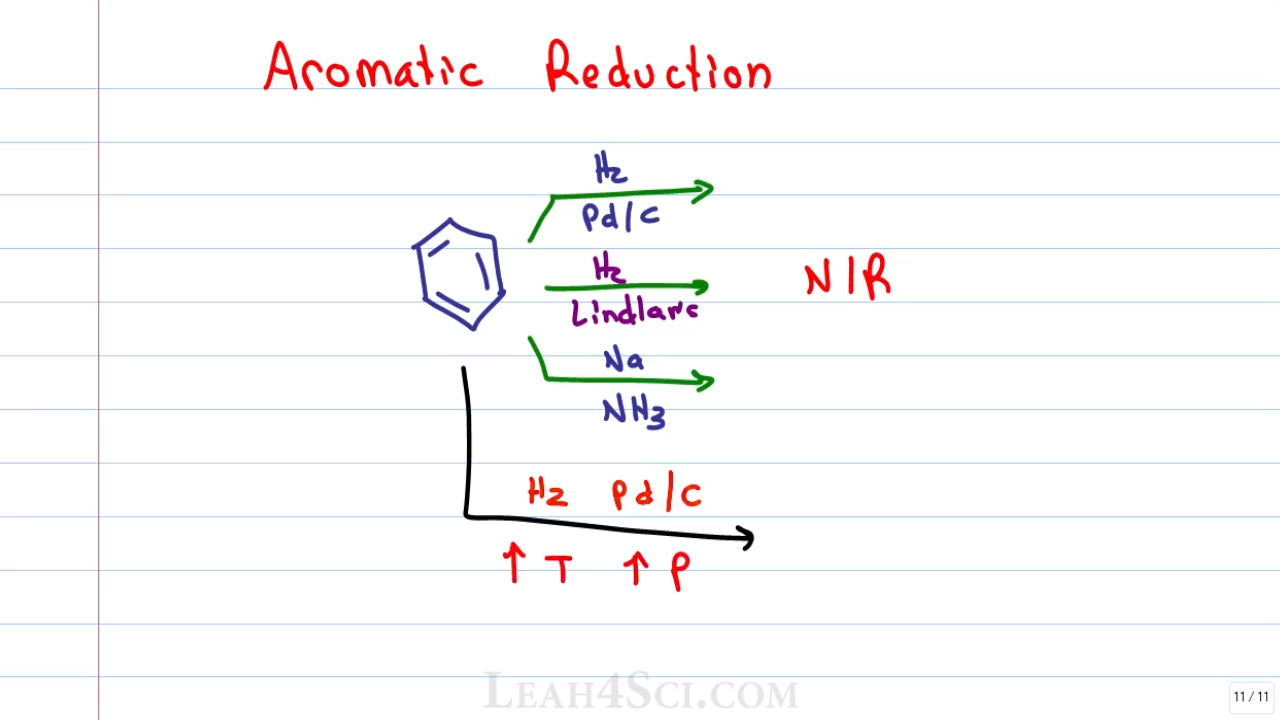 Aromatic Reduction
H2
Pd/C
H2
Lindlars
N/R
Na
NH3
H2 Pd/C
↑ T ↑ P
LEAH4SCI.COM
11 / 11